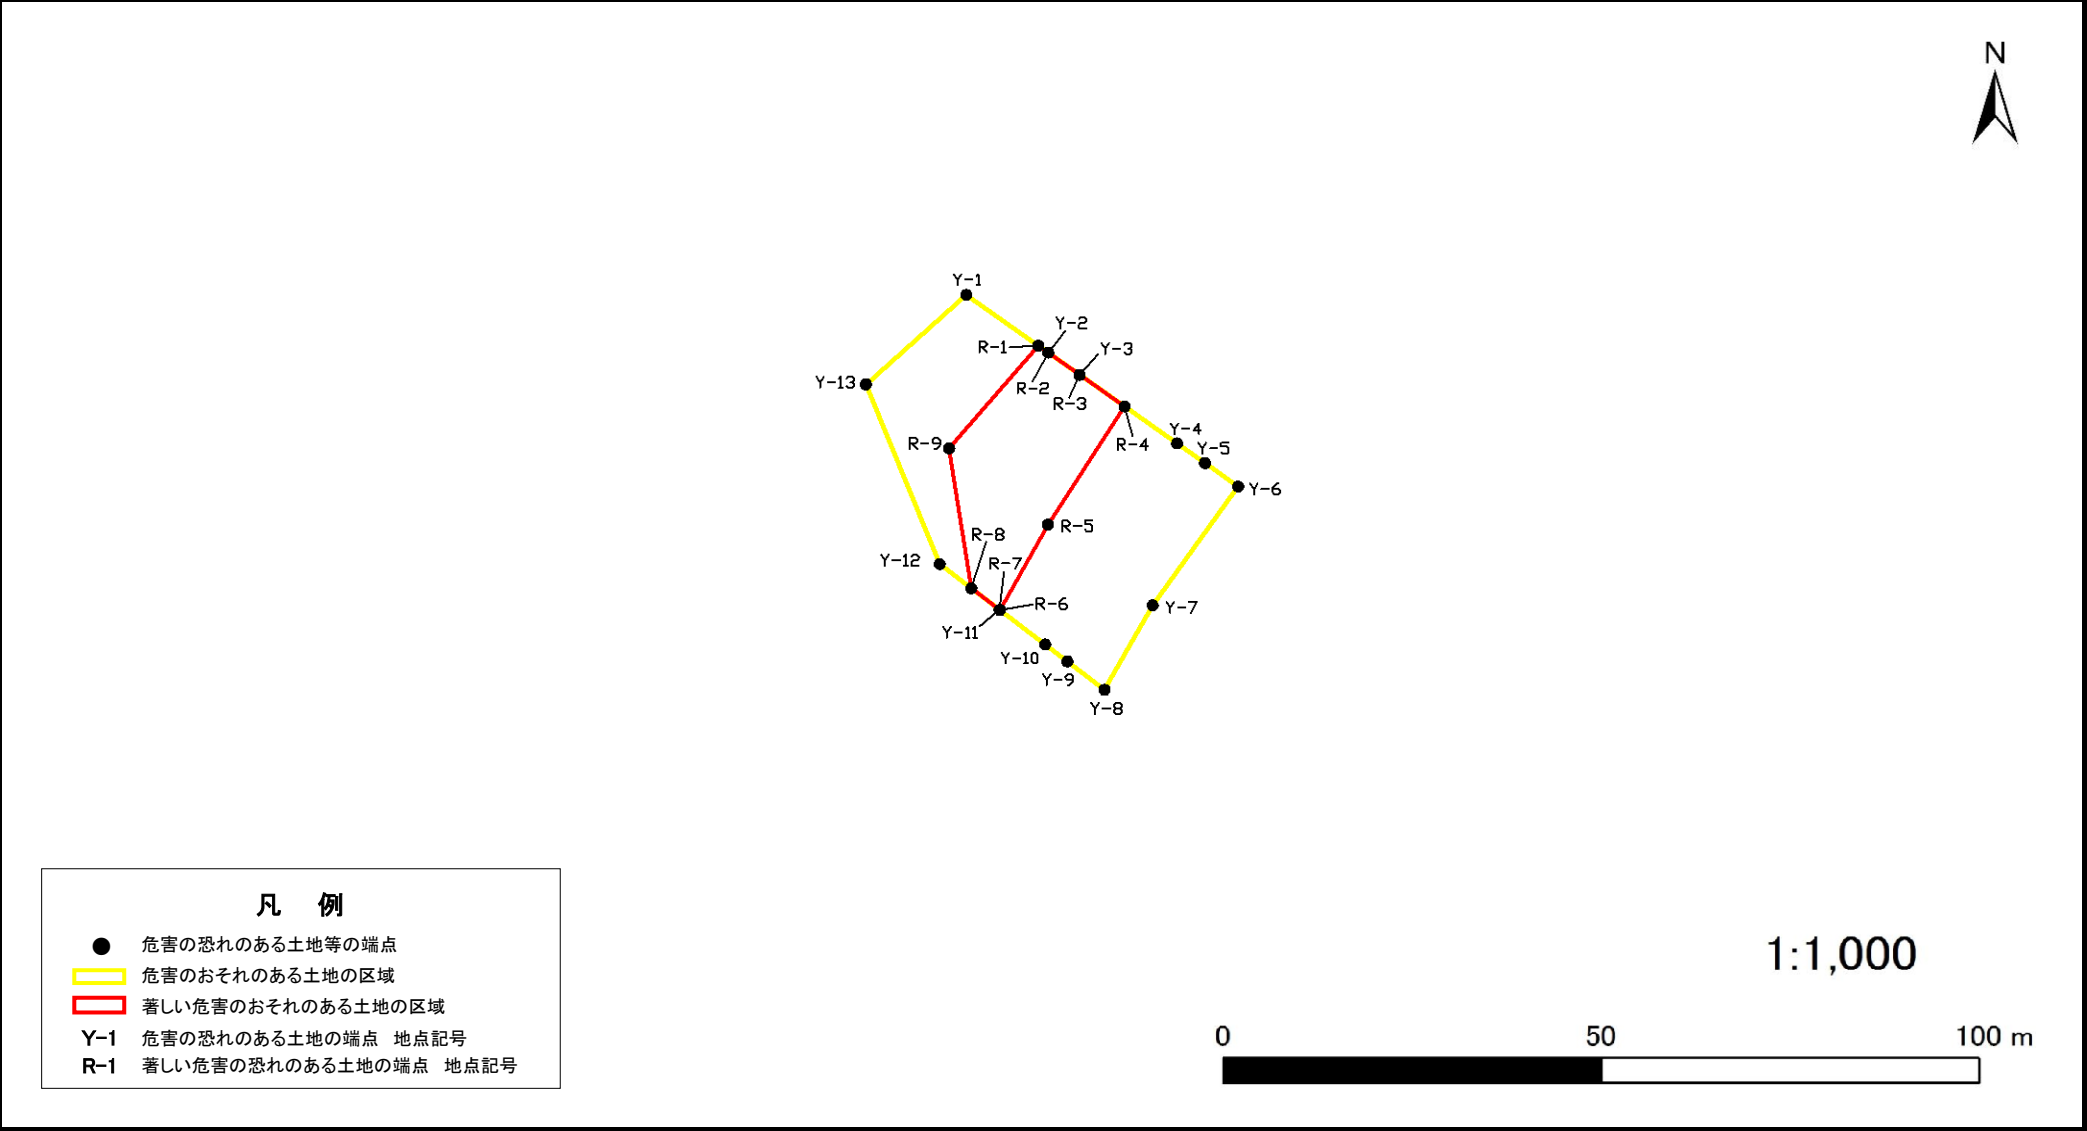 N
Y-1
Y-2
R-1
Y-3
Y-13
R-2
R-3
Y-4
R-9
R-4
Y-5
Y-6
R-5
R-8
Y-12
R-7
R-6
Y-7
Y-11
Y-10
Y-9
Y-8
凡 例
危害の恐れのある土地等の端点
危害のおそれのある土地の区域
著しい危害のおそれのある土地の区域
Y-1 危害の恐れのある土地の端点 地点記号
R-1 著しい危害の恐れのある土地の端点 地点記号
1:1,000
0 50 100 m